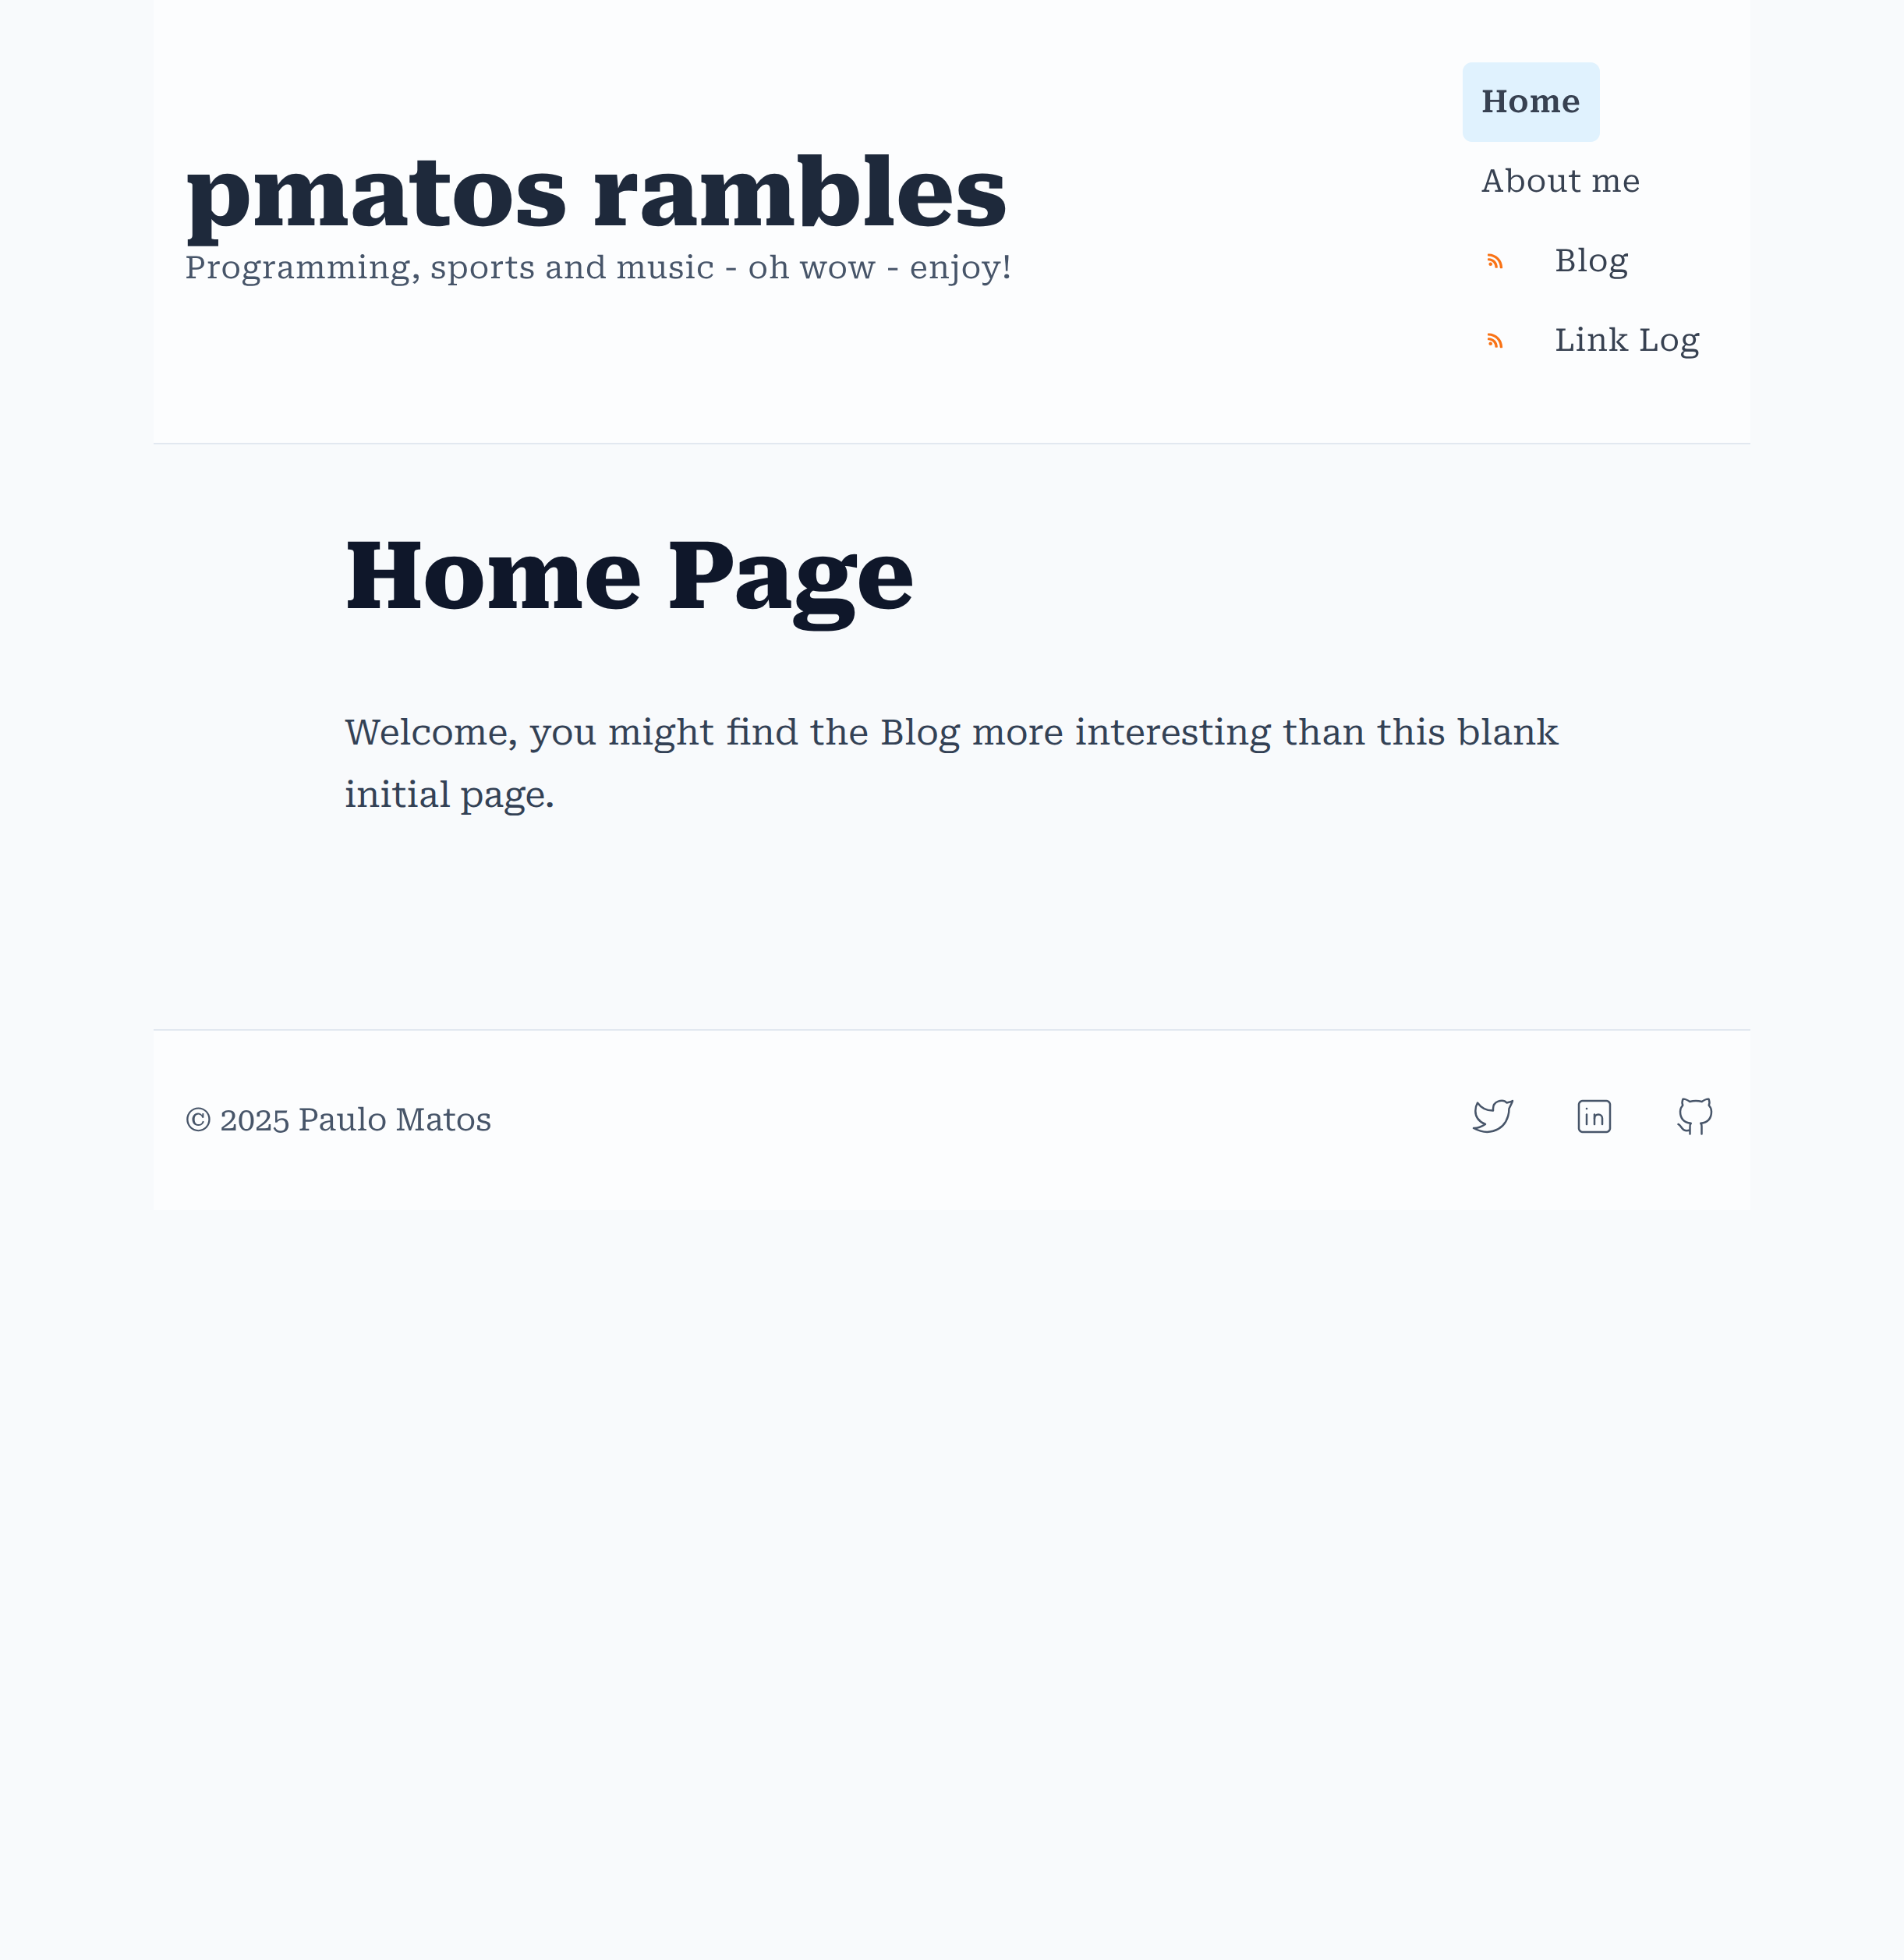 pmatos rambles
Programming, sports and music - oh wow - enjoy!
Home
About me
Blog
Link Log
Home Page
Welcome, you might find the Blog more interesting than this blank
initial page.
© 2025 Paulo Matos
in